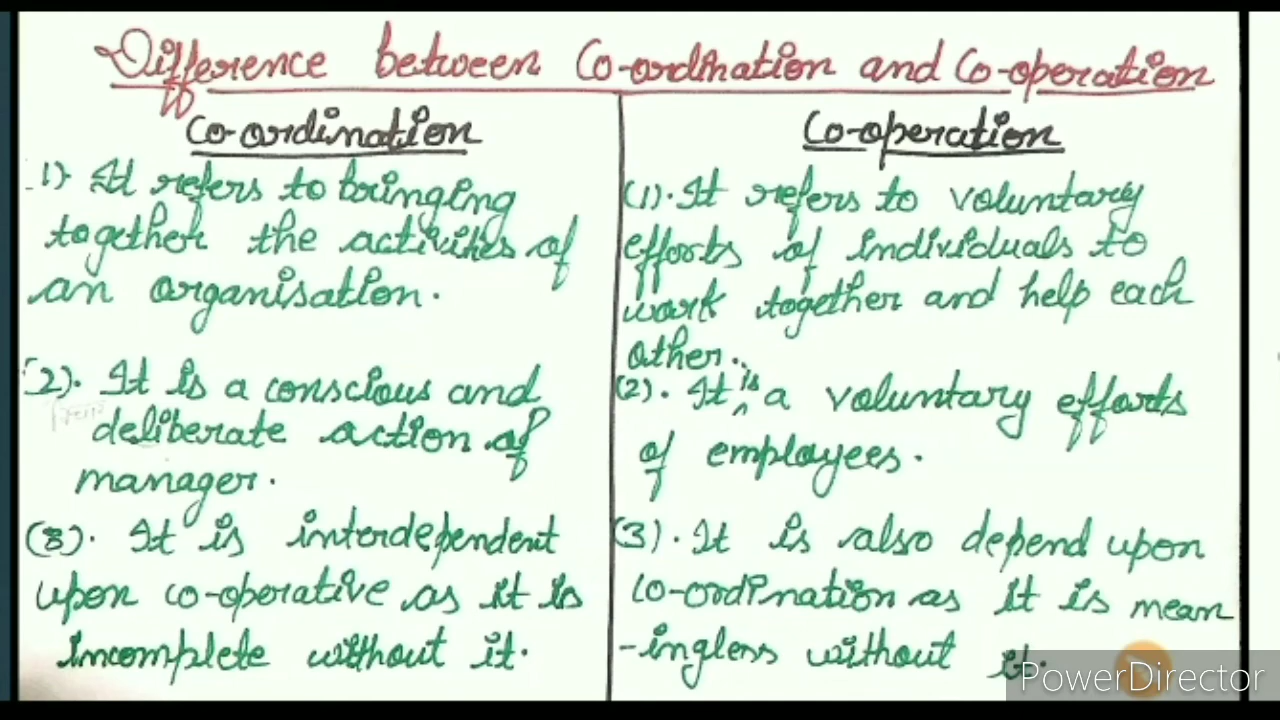 Difference between Co-ordination and Co-operation
Co-ordination
1). It refers to bringing
together the activities of
an organisation.
(2). It is a conscious and
deliberate action of
manager.
(3). It is interdependent
upon co-operative as it is
incomplete without it.
Co-operation
(1). It refers to voluntary
efforts of individuals to
work together and help each
other.
(2). It is a voluntary efforts
of employees.
(3). It is also depend upon
co-ordination as it is mean
-ingless without it.
PowerDirector